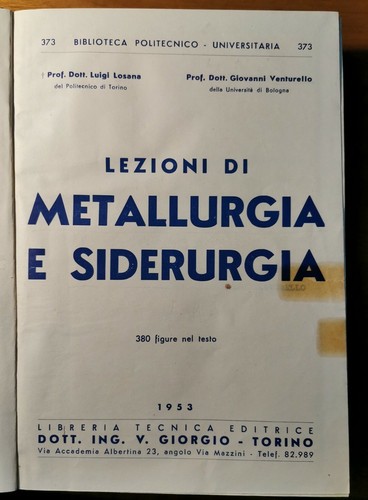 373 BIBLIOTECA POLITECNICO - UNIVERSITARIA 373
Prof. Dott. Luigi Losana Prof. Dott. Giovanni Venturello
del Politecnico di Torino della Università di Bologna
LEZIONI DI
METALLURGIA
E SIDERURGIA
380 figure nel testo
1953
LIBRERIA TECNICA EDITRICE
DOTT. ING. V. GIORGIO - TORINO
Via Accademia Albertina 23, angolo Via Mazzini - Telef. 82.989